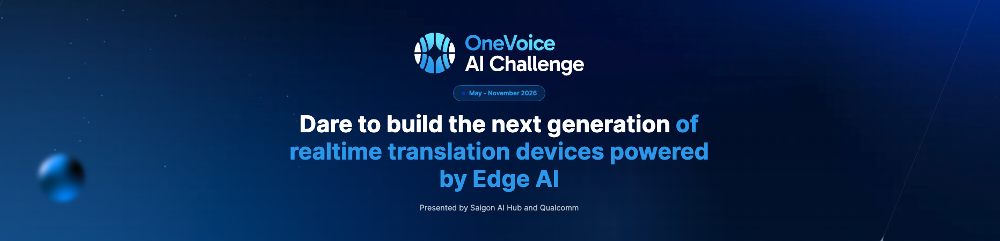 OneVoice
AI Challenge
May - November 2026
Dare to build the next generation of
realtime translation devices powered
by Edge AI
Presented by Saigon AI Hub and Qualcomm